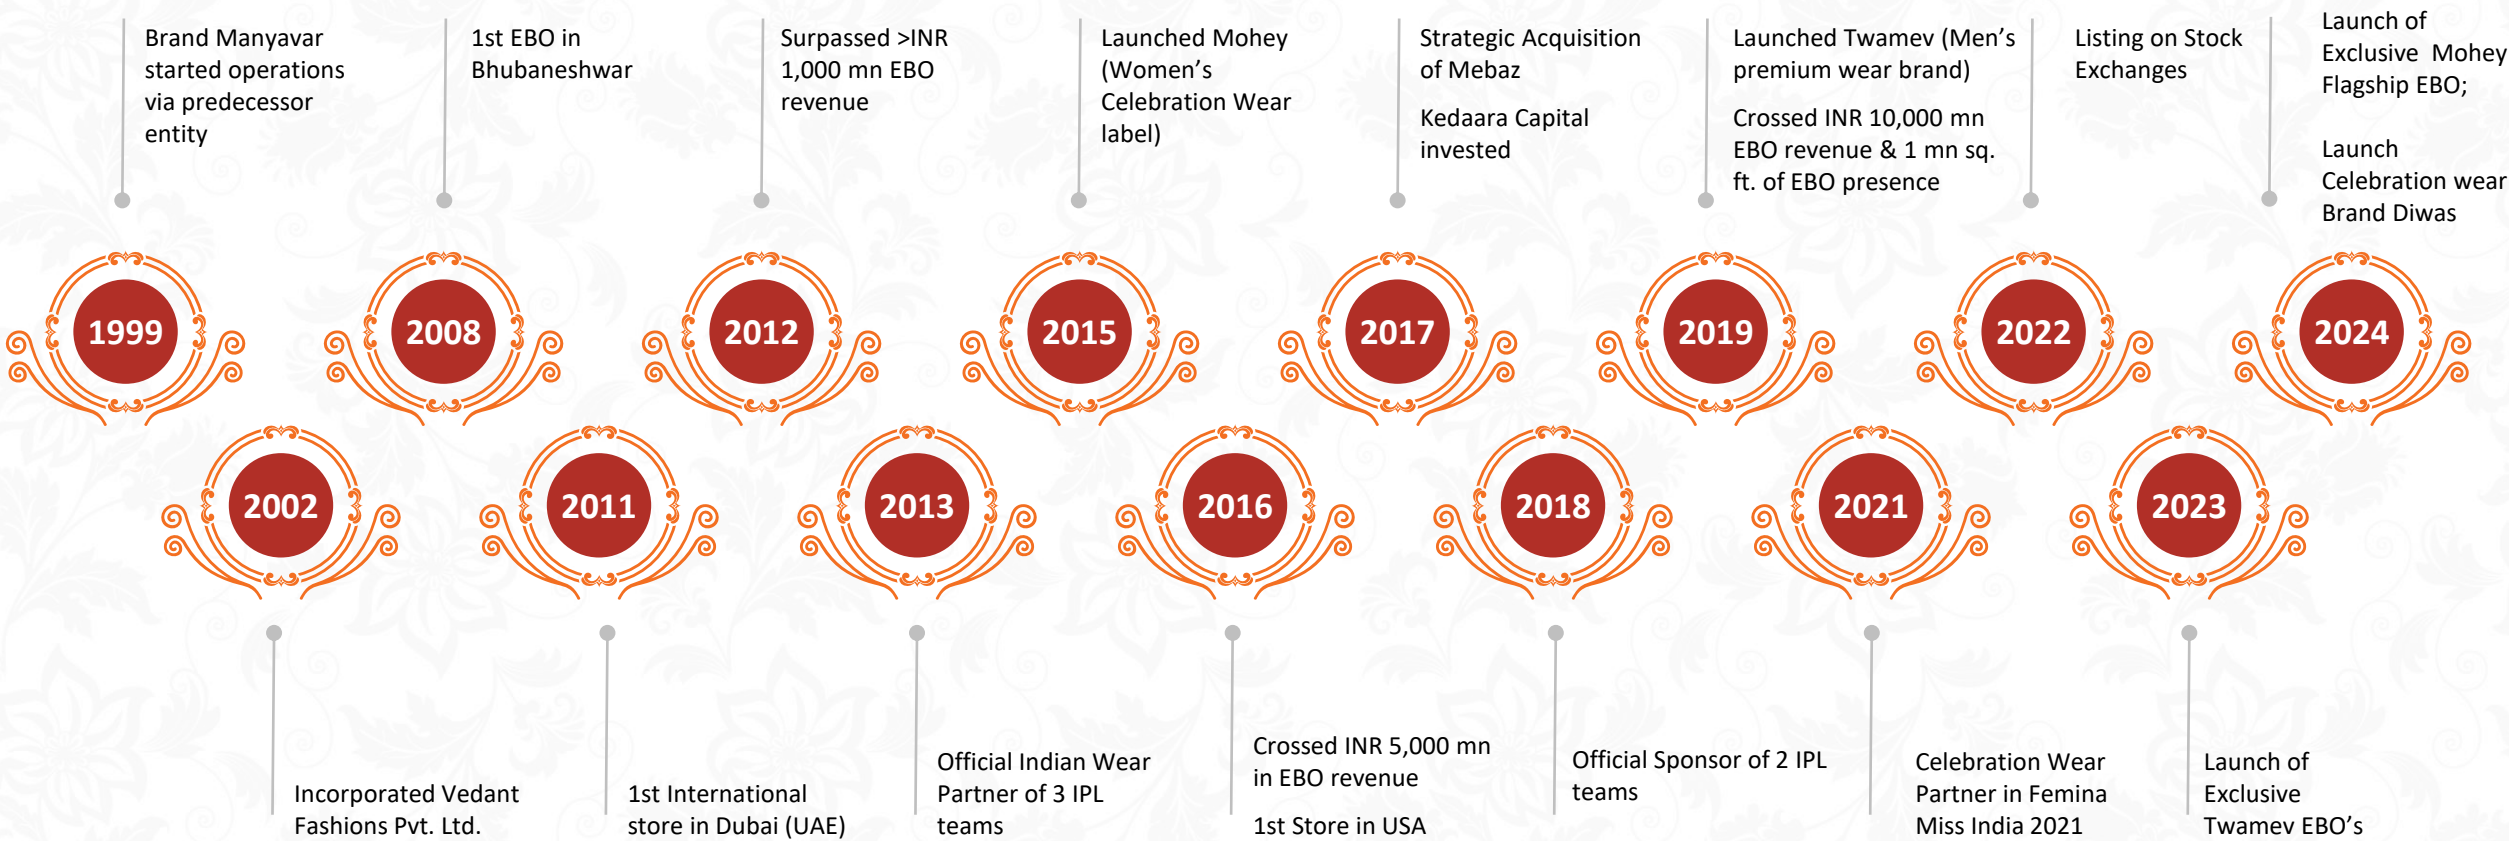 Brand Manyavar
started operations
via predecessor
entity
1st EBO in
Bhubaneshwar
Surpassed >INR
1,000 mn EBO
revenue
Launched Mohey
(Women’s
Celebration Wear
label)
Strategic Acquisition
of Mebaz
Kedaara Capital
invested
Launched Twamev (Men’s
premium wear brand)
Crossed INR 10,000 mn
EBO revenue & 1 mn sq.
ft. of EBO presence
Listing on Stock
Exchanges
Launch of
Exclusive Mohey
Flagship EBO;
Launch
Celebration wear
Brand Diwas
1999
2008
2012
2015
2017
2019
2022
2024
2002
2011
2013
2016
2018
2021
2023
Incorporated Vedant
Fashions Pvt. Ltd.
1st International
store in Dubai (UAE)
Official Indian Wear
Partner of 3 IPL
teams
Crossed INR 5,000 mn
in EBO revenue
1st Store in USA
Official Sponsor of 2 IPL
teams
Celebration Wear
Partner in Femina
Miss India 2021
Launch of
Exclusive
Twamev EBO’s